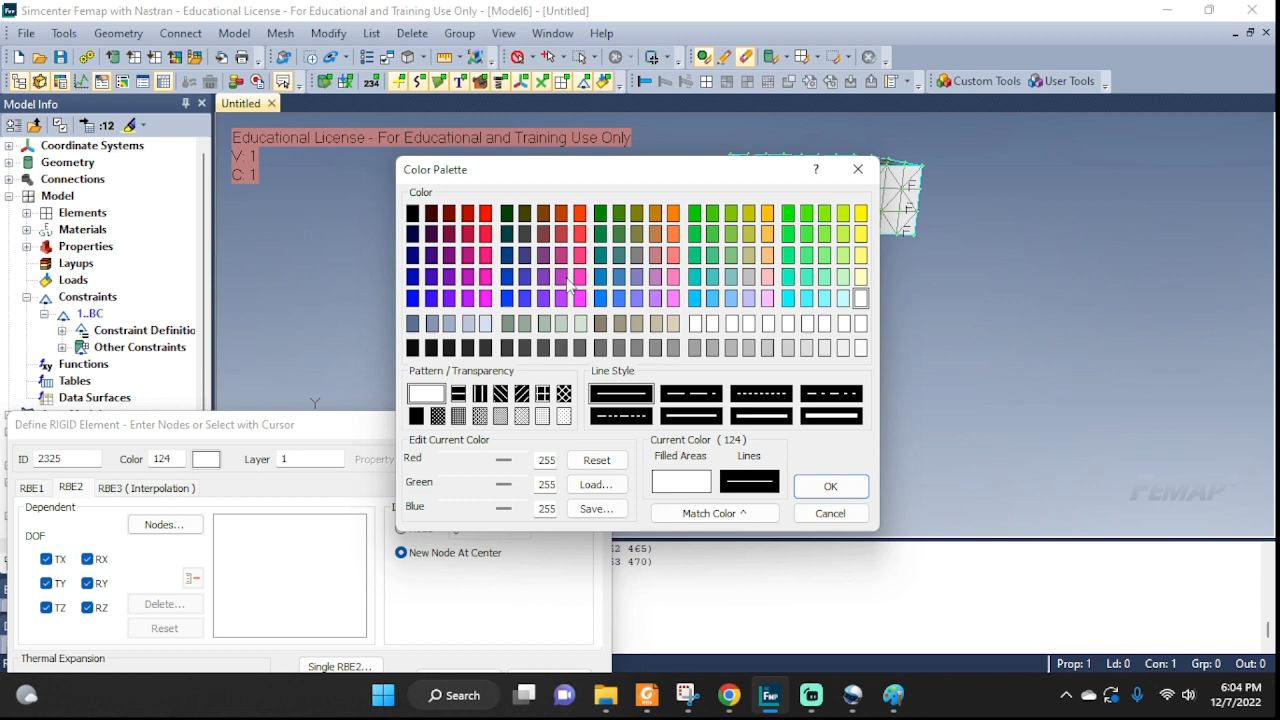 Simcenter Femap with Nastran - Educational License - For Educational and Training Use Only - [Model6] - [Untitled]
File Tools Geometry Connect Model Mesh Modify List Delete Group View Window Help
234 Custom Tools User Tools
Model Info
Untitled
:12
Educational License - For Educational and Training Use Only
V: 1
C: 1
Coordinate Systems
Geometry
Connections
Model
Elements
Materials
Properties
Layups
Loads
Constraints
1..BC
Constraint Definitio
Other Constraints
Functions
Tables
Data Surfaces
F
F
F
Y
Color Palette
Color
Pattern / Transparency
Line Style
Edit Current Color
Red 255 Reset
Green 255 Load...
Blue 255 Save...
Current Color ( 124 )
Filled Areas Lines
OK
Match Color ^ Cancel
Define RIGID Element - Enter Nodes or Select with Cursor
ID 2325 Color 124 Layer 1 Property
RBE1 RBE2 RBE3 ( Interpolation )
Dependent
Nodes...
DOF
TX RX
TY RY
TZ RZ
Delete...
Reset
New Node At Center
Thermal Expansion
Single RBE2...
465)
3 470)
Prop: 1 Ld: 0 Con: 1 Grp: 0 Out: 0
Search
FEMAP
6:04 PM
12/7/2022